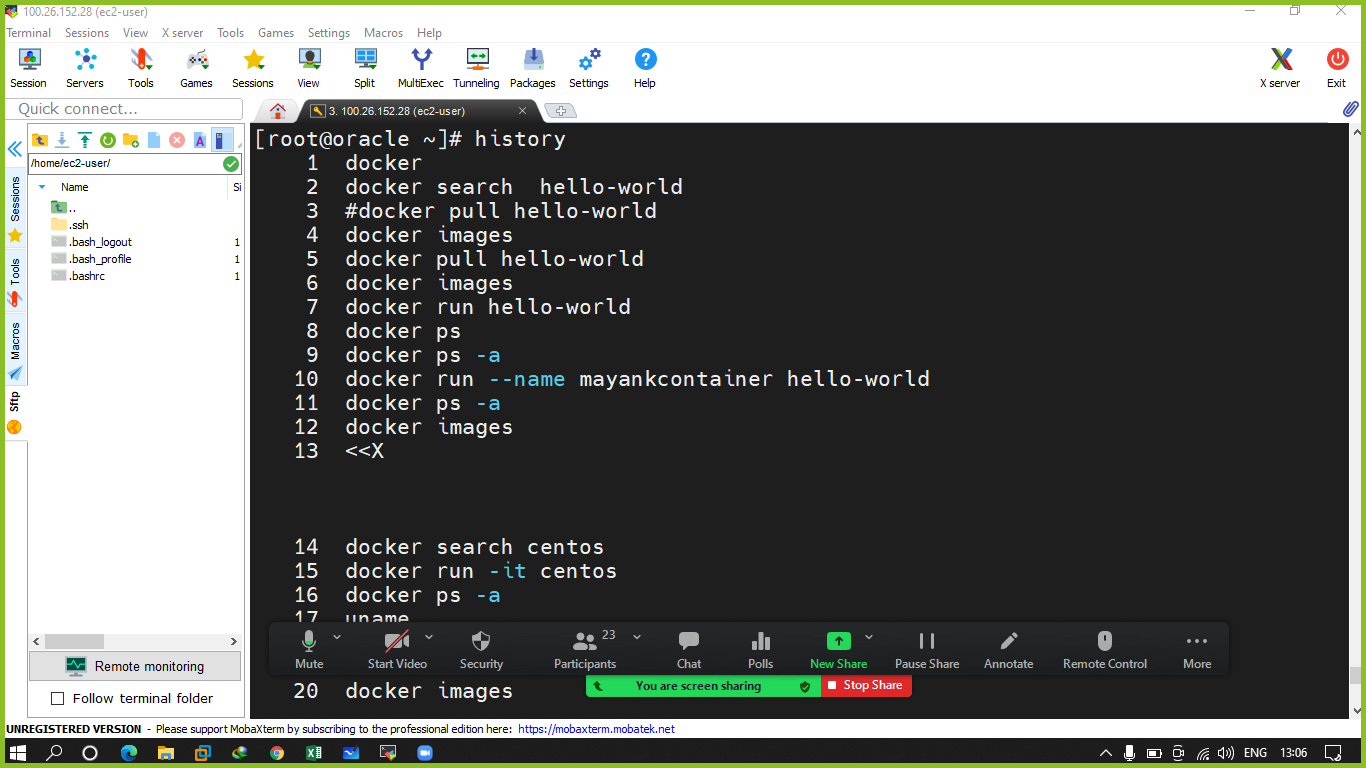 100.26.152.28 (ec2-user)
Terminal Sessions View X server Tools Games Settings Macros Help
Session Servers Tools Games Sessions View Split MultiExec Tunneling Packages Settings Help X server Exit
Quick connect...
3. 100.26.152.28 (ec2-user)
/home/ec2-user/
Name Si
..
.ssh
.bash_logout 1
.bash_profile 1
.bashrc 1
Sessions
Tools
Macros
Sftp
[root@oracle ~]# history
1 docker
2 docker search  hello-world
3 #docker pull hello-world
4 docker images
5 docker pull hello-world
6 docker images
7 docker run hello-world
8 docker ps
9 docker ps -a
10 docker run --name mayankcontainer hello-world
11 docker ps -a
12 docker images
13 <<X
14 docker search centos
15 docker run -it centos
16 docker ps -a
17 uname
20 docker images
Remote monitoring
Follow terminal folder
23
Mute Start Video Security Participants Chat Polls New Share Pause Share Annotate Remote Control More
You are screen sharing Stop Share
UNREGISTERED VERSION - Please support MobaXterm by subscribing to the professional edition here: https://mobaxterm.mobatek.net
ENG 13:06